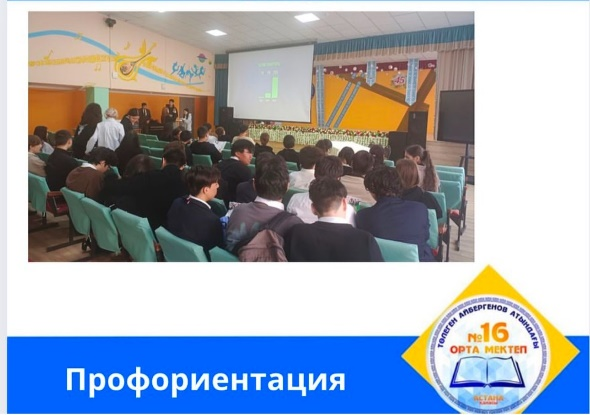 ТӨЛЕГЕН АЙБЕРГЕНОВ АТЫНДАҒЫ
№16
ОРТА МЕКТЕП
АСТАНА
Профориентация